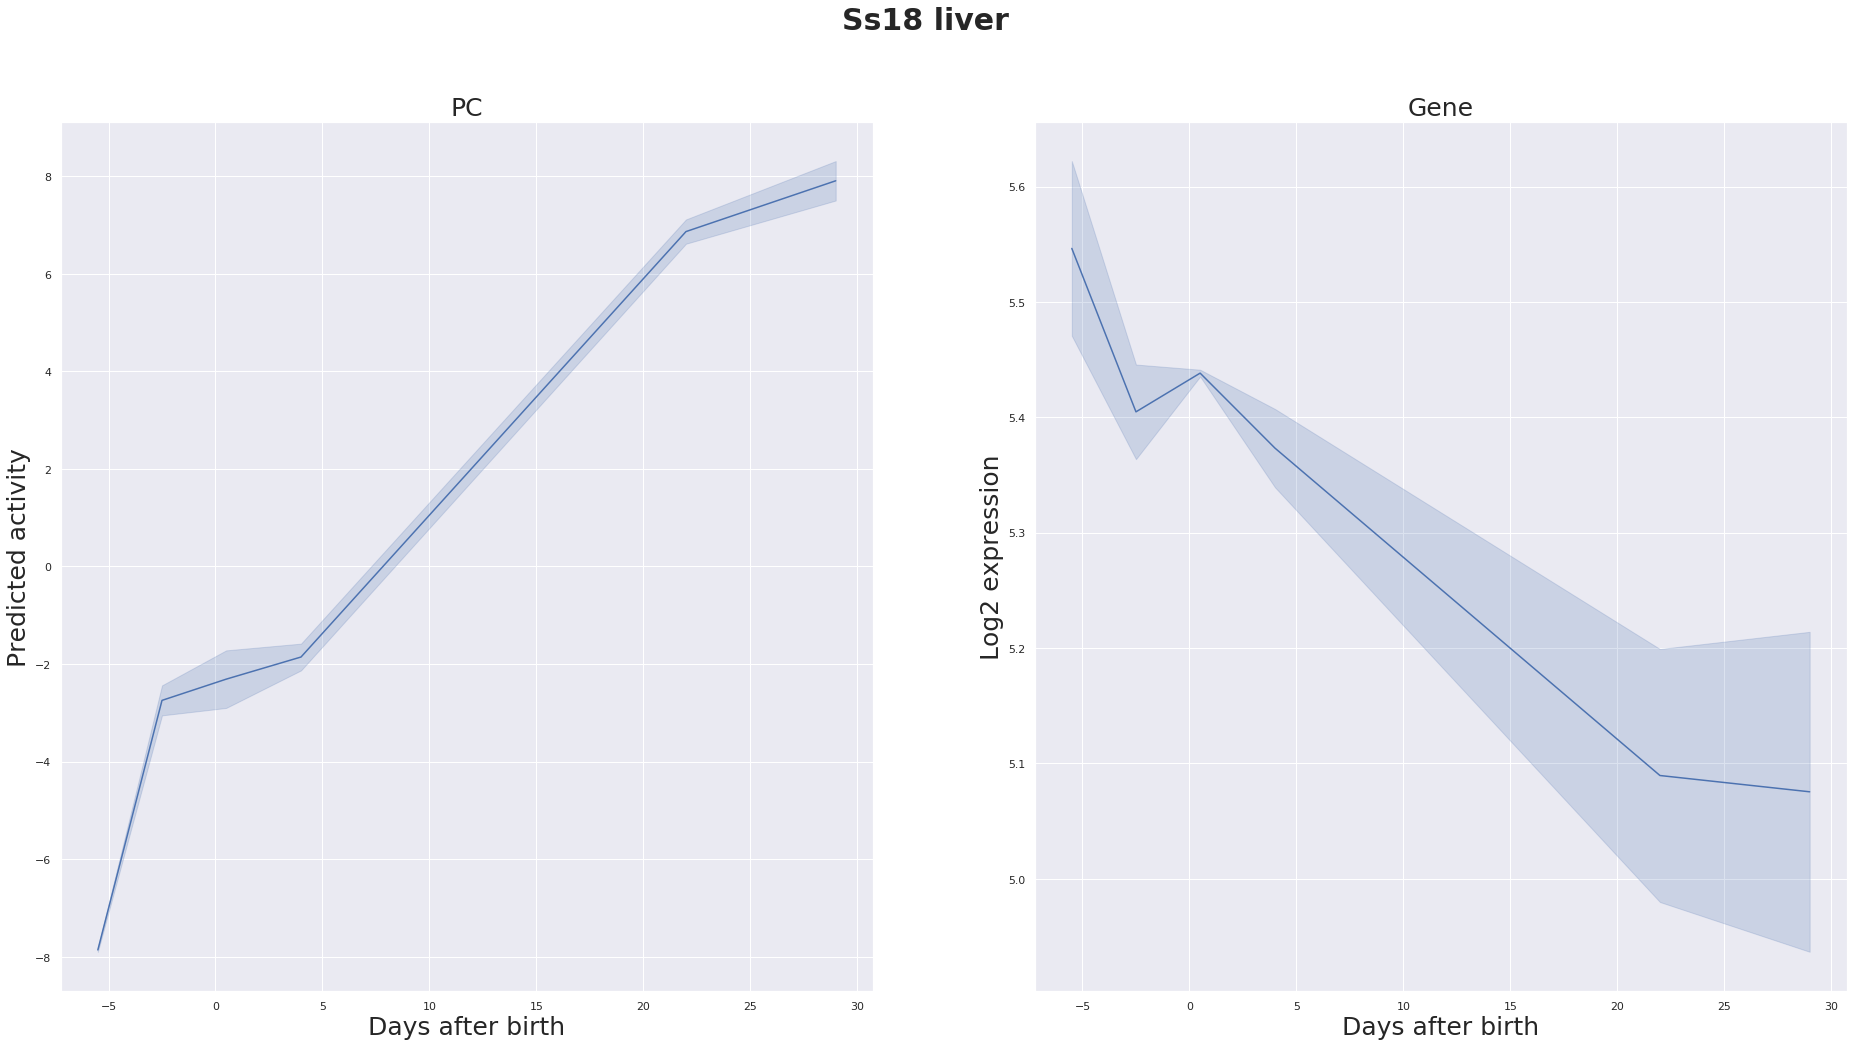 Ss18 liver
PC
Predicted activity
8
6
4
2
0
−2
−4
−6
−8
−5 0 5 10 15 20 25 30
Days after birth
Gene
Log2 expression
5.6
5.5
5.4
5.3
5.2
5.1
5.0
−5 0 5 10 15 20 25 30
Days after birth